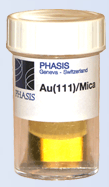 PHASIS
Geneva - Switzerland
PHASIS
Au(111)/Mica